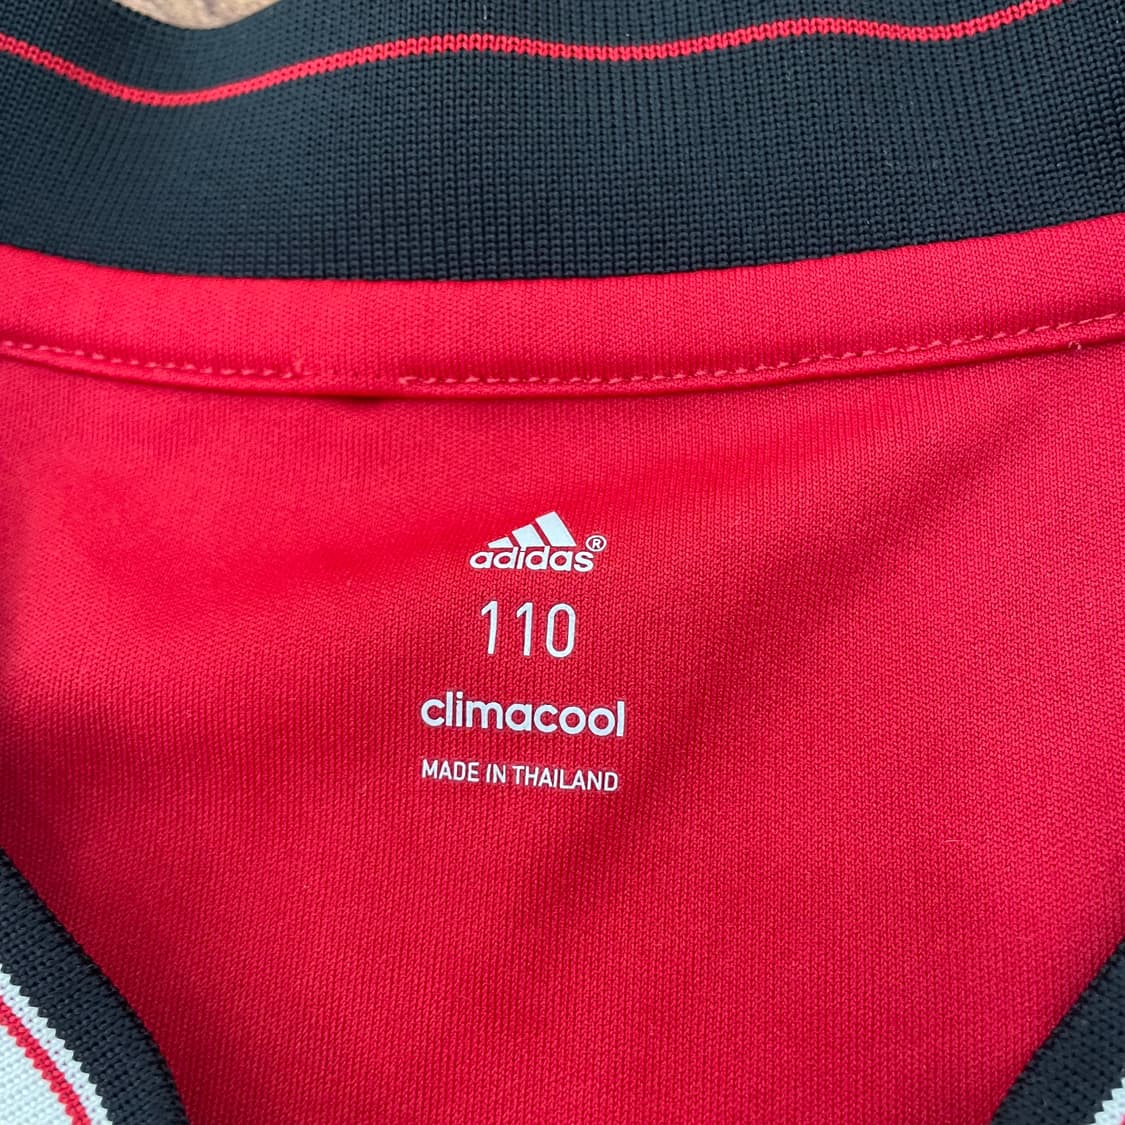 adidas®
110
climacool
MADE IN THAILAND